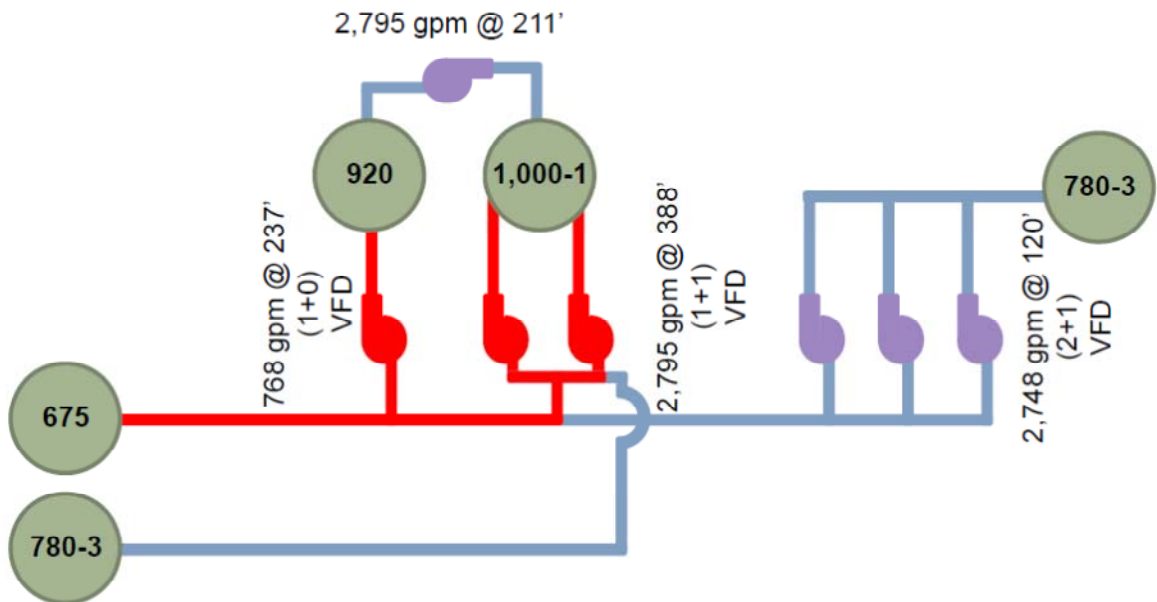 2,795 gpm @ 211’
920
1,000-1
780-3
768 gpm @ 237’
(1+0)
VFD
2,795 gpm @ 388’
(1+1)
VFD
2,748 gpm @ 120’
(2+1)
VFD
675
780-3